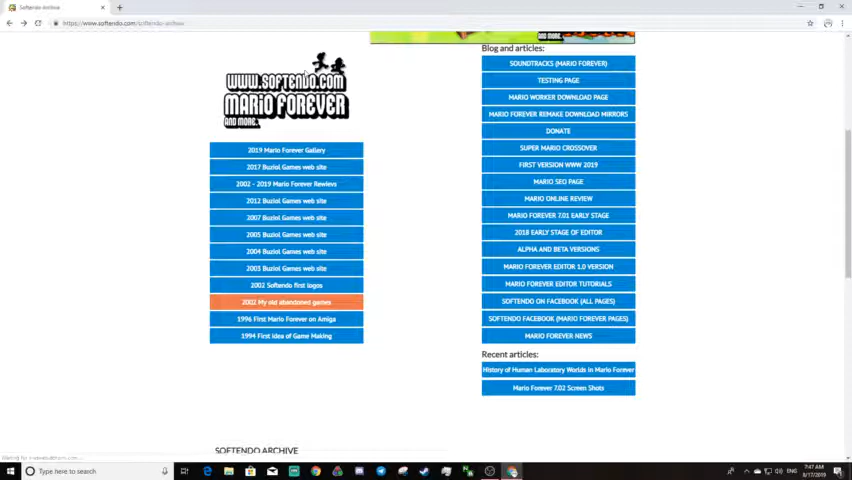 Softendo Archive
https://www.softendo.com/softendo-archive
AND MORE.
WWW.SOFTENDO.COM
MARIO FOREVER
AND MORE.
2019 Mario Forever Gallery
2017 Buziol Games web site
2002 - 2019 Mario Forever Rewievs
2012 Buziol Games web site
2007 Buziol Games web site
2005 Buziol Games web site
2004 Buziol Games web site
2003 Buziol Games web site
2002 Softendo first logos
2002 My old abandoned games
1996 First Mario Forever on Amiga
1994 First idea of Game Making
Blog and articles:
SOUNDTRACKS (MARIO FOREVER)
TESTING PAGE
MARIO WORKER DOWNLOAD PAGE
MARIO FOREVER REMAKE DOWNLOAD MIRRORS
DONATE
SUPER MARIO CROSSOVER
FIRST VERSION WWW 2019
MARIO SEO PAGE
MARIO ONLINE REVIEW
MARIO FOREVER 7.01 EARLY STAGE
2018 EARLY STAGE OF EDITOR
ALPHA AND BETA VERSIONS
MARIO FOREVER EDITOR 1.0 VERSION
MARIO FOREVER EDITOR TUTORIALS
SOFTENDO ON FACEBOOK (ALL PAGES)
SOFTENDO FACEBOOK (MARIO FOREVER PAGES)
MARIO FOREVER NEWS
Recent articles:
History of Human Laboratory Worlds in Mario Forever
Mario Forever 7.02 Screen Shots
SOFTENDO ARCHIVE
Type here to search
ENG
7:47 AM
8/17/2019